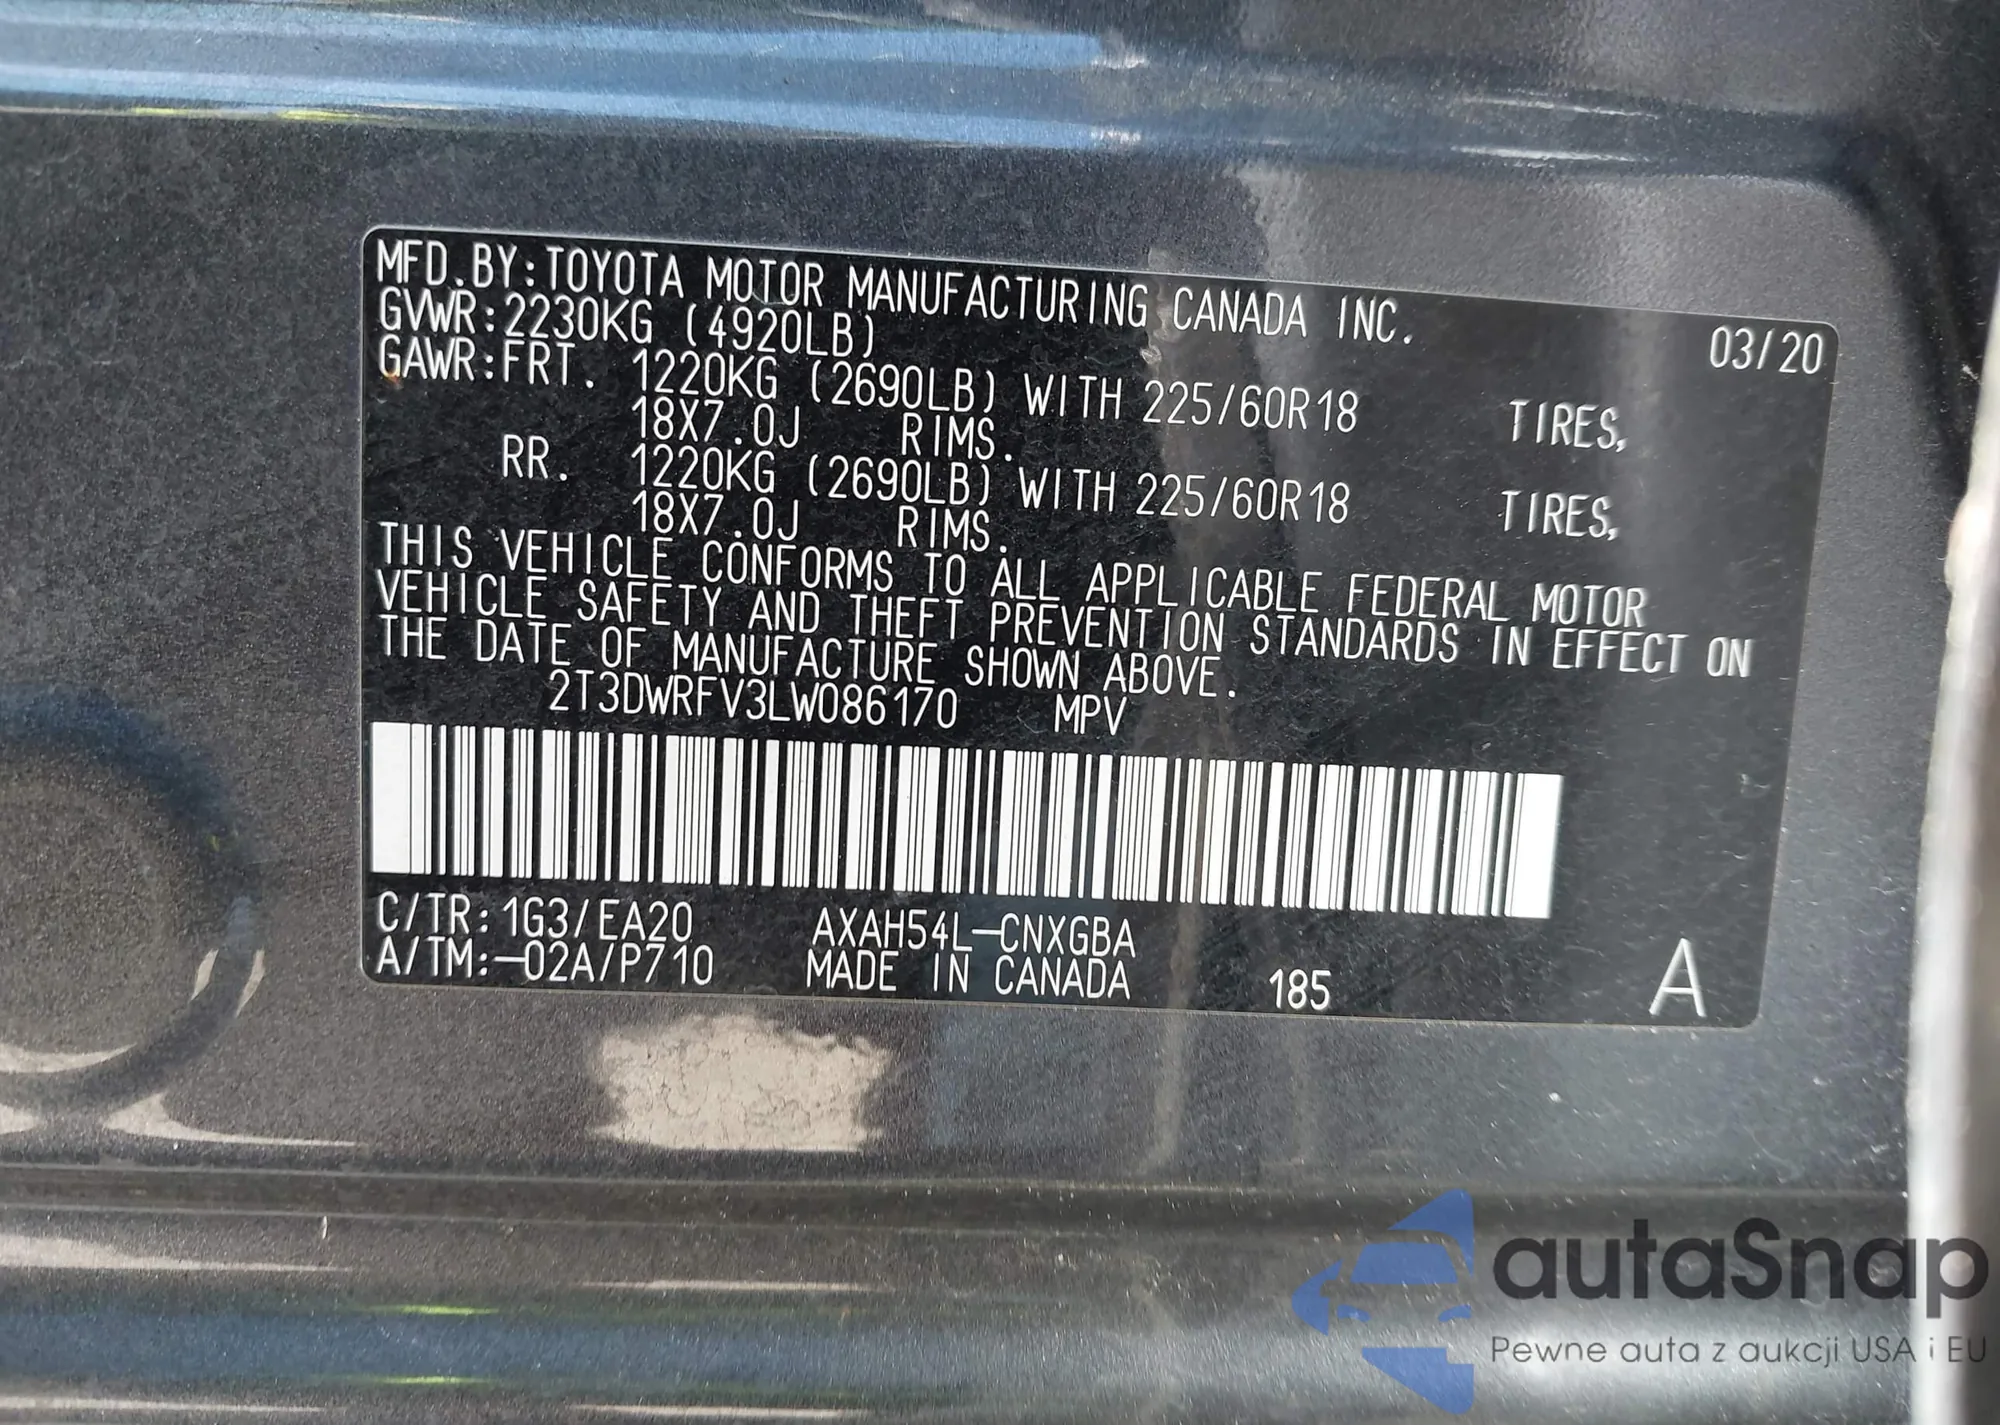 MFD.BY:TOYOTA MOTOR MANUFACTURING CANADA INC.
GVWR:2230KG (4920LB) 03/20
GAWR:FRT. 1220KG (2690LB) WITH 225/60R18 TIRES,
18X7.0J RIMS.
RR. 1220KG (2690LB) WITH 225/60R18 TIRES,
18X7.0J RIMS.
THIS VEHICLE CONFORMS TO ALL APPLICABLE FEDERAL MOTOR
VEHICLE SAFETY AND THEFT PREVENTION STANDARDS IN EFFECT ON
THE DATE OF MANUFACTURE SHOWN ABOVE.
2T3DWRFV3LW086170 MPV
C/TR:1G3/EA20 AXAH54L-CNXGBA
A/TM:-02A/P710 MADE IN CANADA 185 A
autaSnap
Pewne auta z aukcji USA i EU